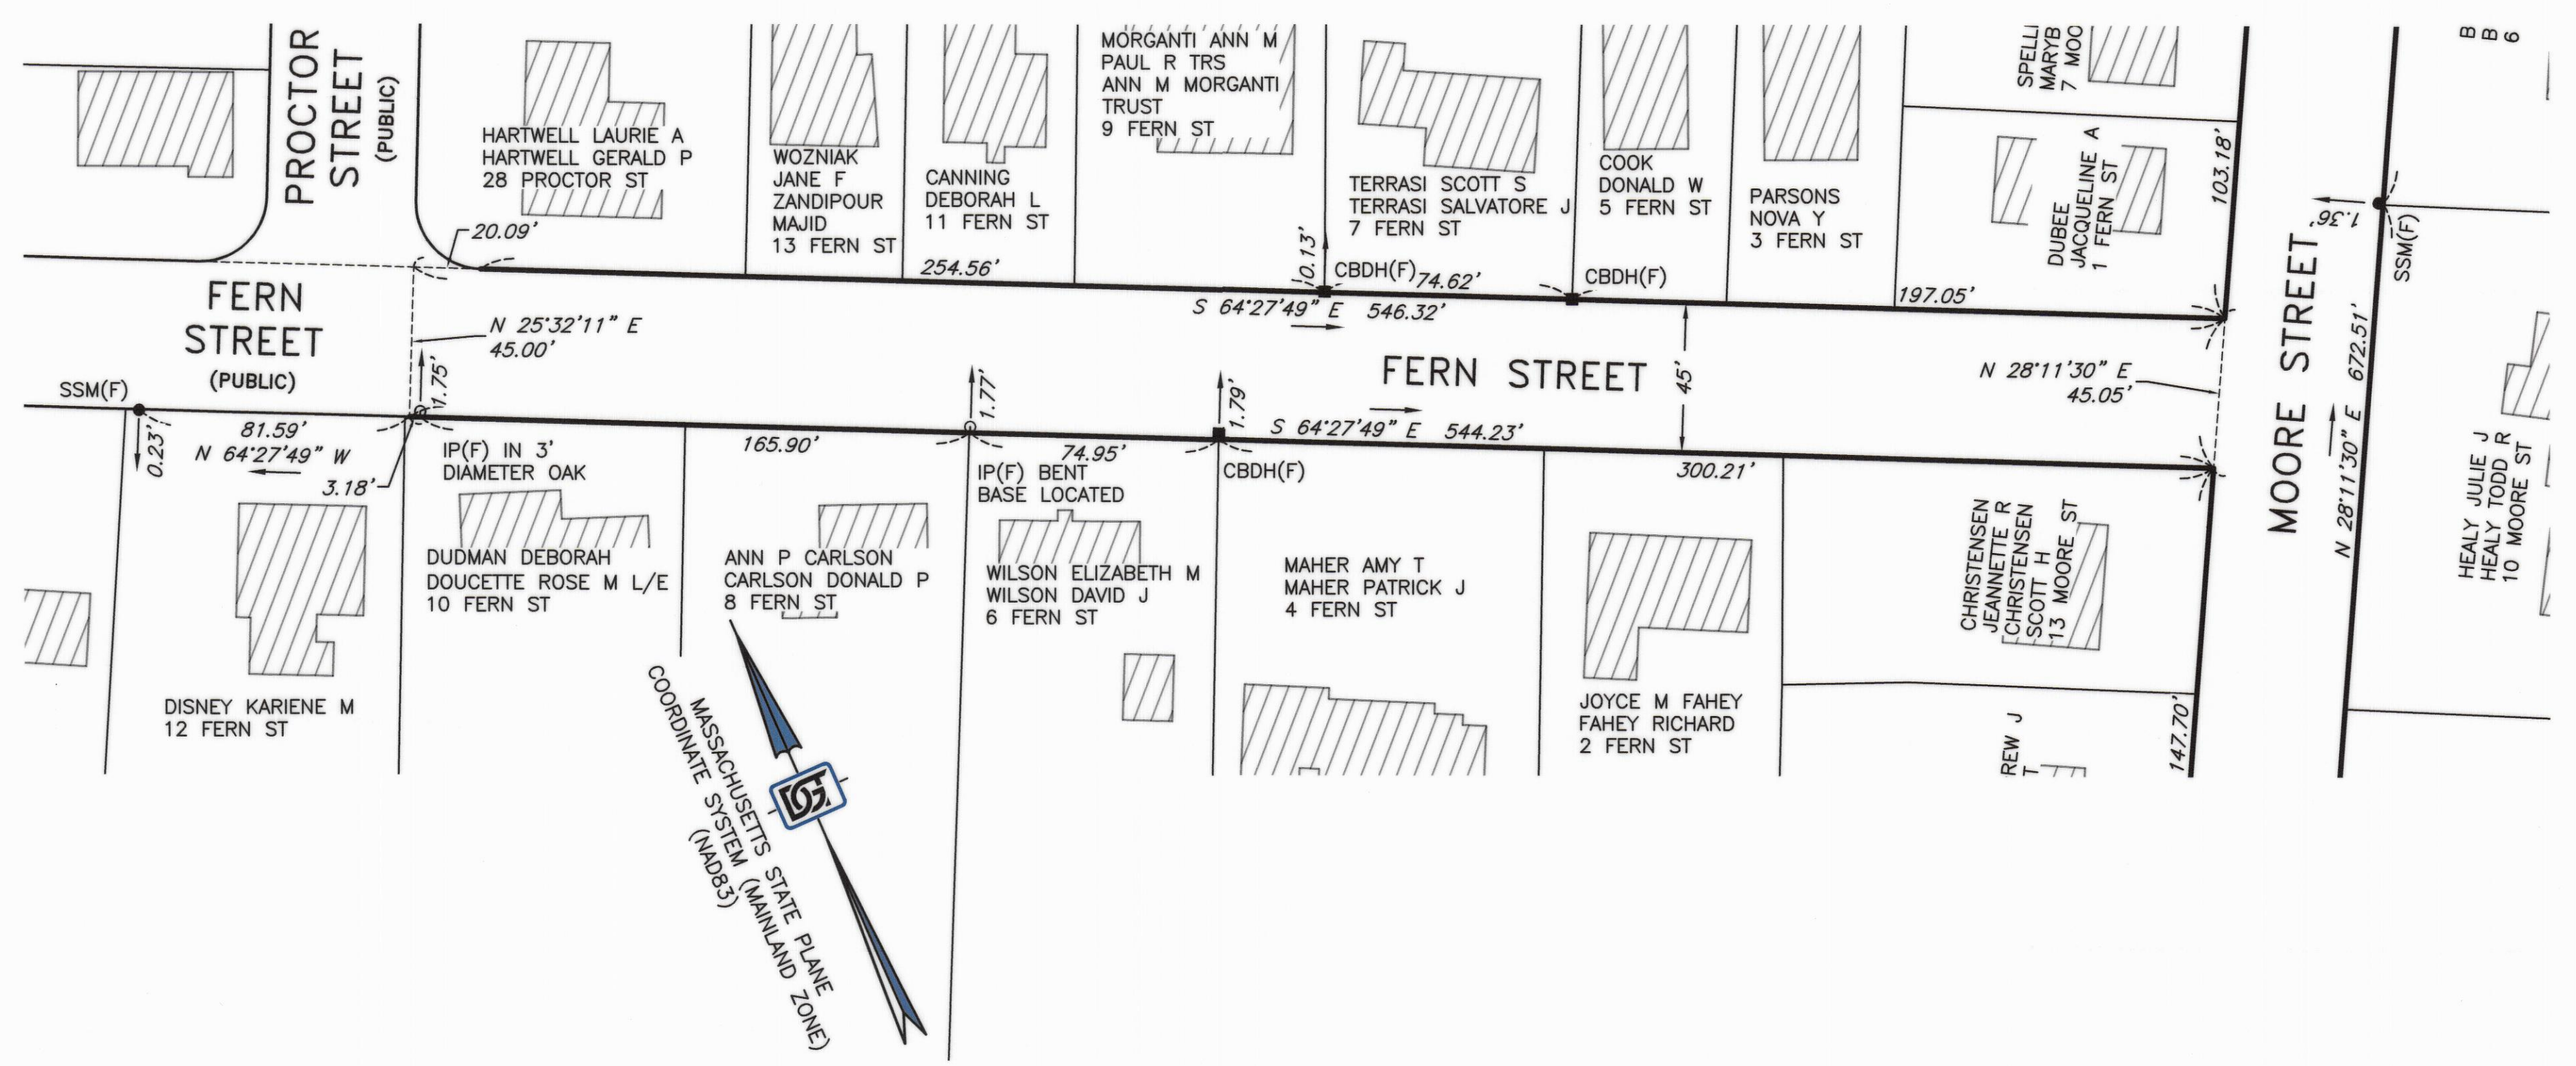 PROCTOR
STREET
(PUBLIC)
HARTWELL LAURIE A
HARTWELL GERALD P
28 PROCTOR ST
WOZNIAK
JANE F
ZANDIPOUR
MAJID
13 FERN ST
CANNING
DEBORAH L
11 FERN ST
MORGANTI ANN M
PAUL R TRS
ANN M MORGANTI
TRUST
9 FERN ST
TERRASI SCOTT S
TERRASI SALVATORE J
7 FERN ST
COOK
DONALD W
5 FERN ST
PARSONS
NOVA Y
3 FERN ST
SPELLI
MARYB
7 MOO
DUBEE
JACQUELINE A
1 FERN ST
103.18'
B
B
6
1.36'
SSM(F)
20.09'
254.56'
0.13'
CBDH(F)
74.62'
CBDH(F)
197.05'
S 64°27'49" E 546.32'
FERN
STREET
(PUBLIC)
N 25°32'11" E
45.00'
FERN STREET
45'
N 28°11'30" E
45.05'
MOORE STREET
N 28°11'30" E 672.51'
SSM(F)
0.23'
81.59'
N 64°27'49" W
3.18'
1.75'
IP(F) IN 3'
DIAMETER OAK
165.90'
1.77'
74.95'
IP(F) BENT
BASE LOCATED
1.79'
CBDH(F)
S 64°27'49" E 544.23'
300.21'
DISNEY KARIENE M
12 FERN ST
DUDMAN DEBORAH
DOUCETTE ROSE M L/E
10 FERN ST
ANN P CARLSON
CARLSON DONALD P
8 FERN ST
WILSON ELIZABETH M
WILSON DAVID J
6 FERN ST
MAHER AMY T
MAHER PATRICK J
4 FERN ST
JOYCE M FAHEY
FAHEY RICHARD
2 FERN ST
CHRISTENSEN
JEANNETTE R
CHRISTENSEN
SCOTT H
13 MOORE ST
REW J
T
147.70'
HEALY JULIE J
HEALY TODD R
10 MOORE ST
MASSACHUSETTS STATE PLANE
COORDINATE SYSTEM (MAINLAND ZONE)
(NAD83)
DGT